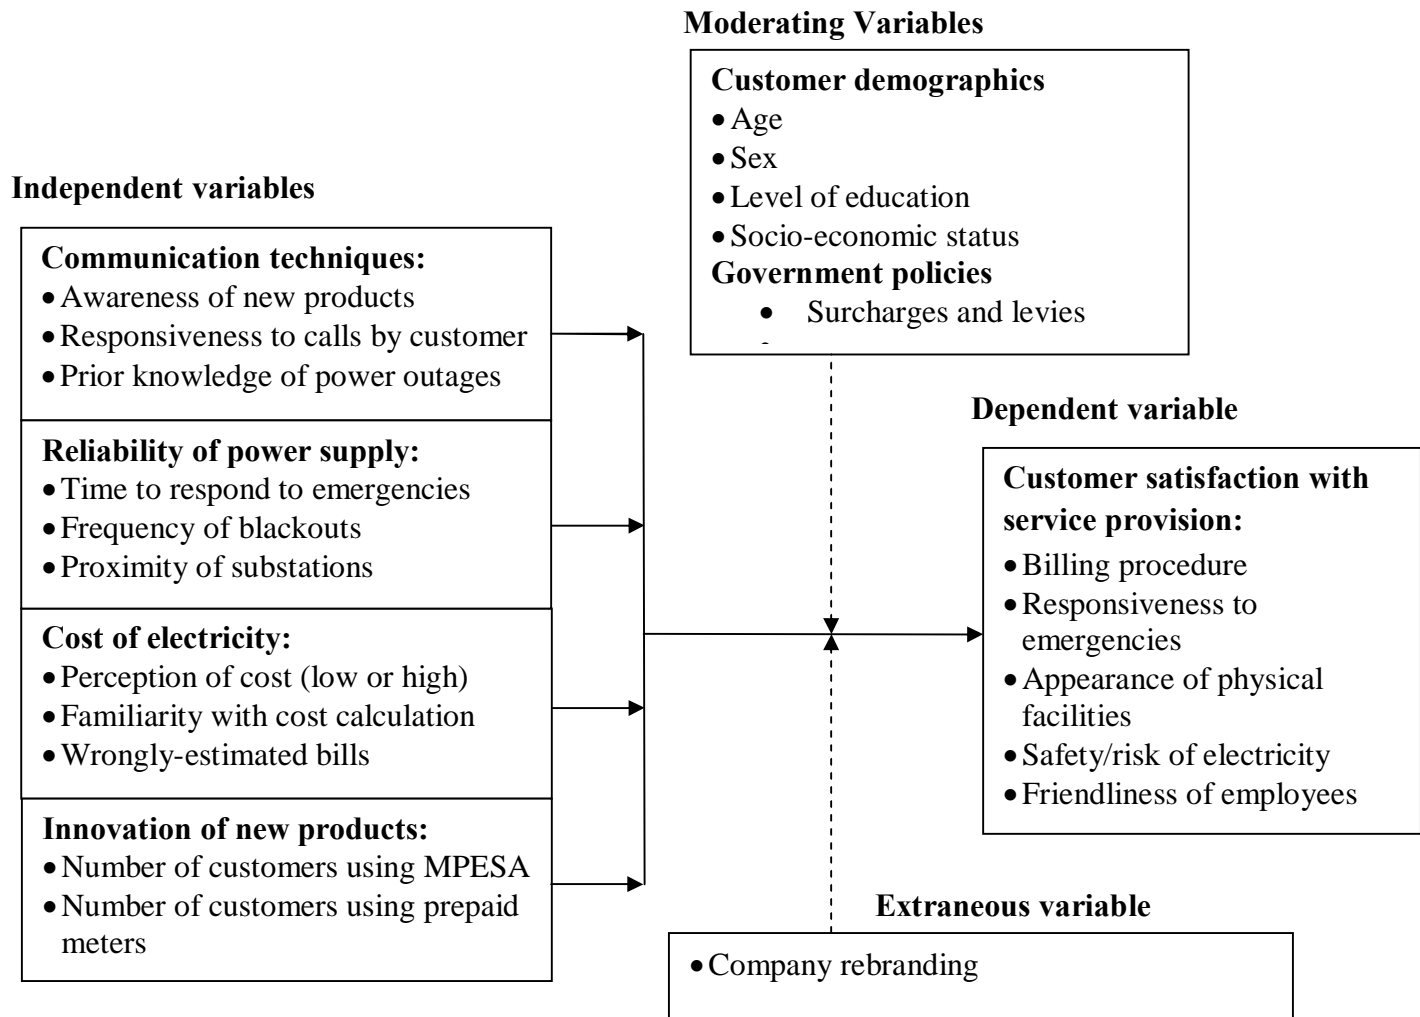 Moderating Variables
Customer demographics
• Age
• Sex
• Level of education
• Socio-economic status
Government policies
• Surcharges and levies
Independent variables
Communication techniques:
• Awareness of new products
• Responsiveness to calls by customer
• Prior knowledge of power outages
Reliability of power supply:
• Time to respond to emergencies
• Frequency of blackouts
• Proximity of substations
Cost of electricity:
• Perception of cost (low or high)
• Familiarity with cost calculation
• Wrongly-estimated bills
Innovation of new products:
• Number of customers using MPESA
• Number of customers using prepaid
meters
Dependent variable
Customer satisfaction with
service provision:
• Billing procedure
• Responsiveness to
emergencies
• Appearance of physical
facilities
• Safety/risk of electricity
• Friendliness of employees
Extraneous variable
• Company rebranding